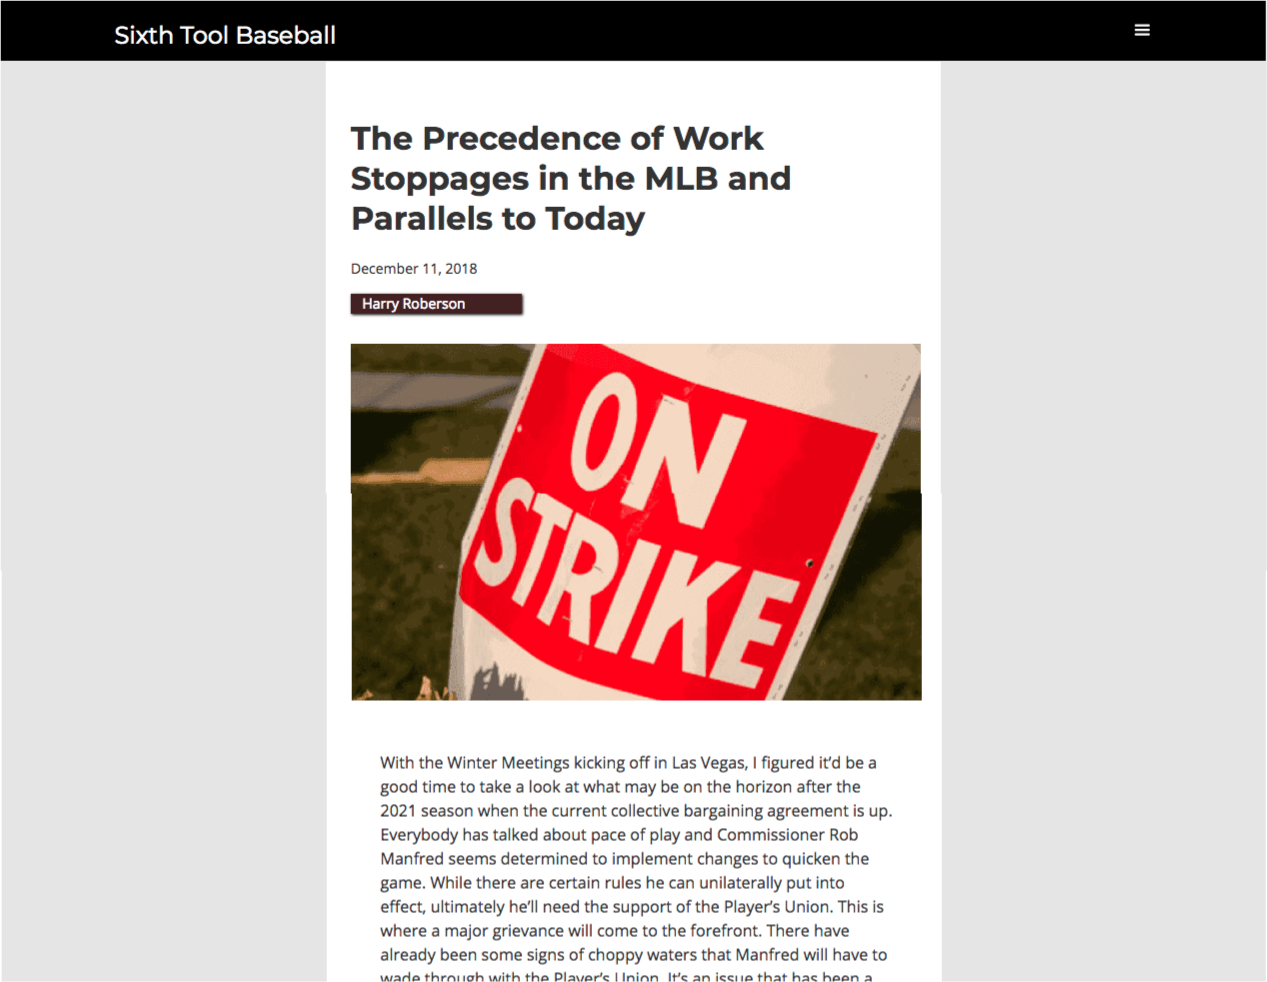 Sixth Tool Baseball
The Precedence of Work
Stoppages in the MLB and
Parallels to Today
December 11, 2018
Harry Roberson
ON
STRIKE
With the Winter Meetings kicking off in Las Vegas, I figured it’d be a
good time to take a look at what may be on the horizon after the
2021 season when the current collective bargaining agreement is up.
Everybody has talked about pace of play and Commissioner Rob
Manfred seems determined to implement changes to quicken the
game. While there are certain rules he can unilaterally put into
effect, ultimately he’ll need the support of the Player’s Union. This is
where a major grievance will come to the forefront. There have
already been some signs of choppy waters that Manfred will have to
wade through with the Player’s Union. It’s an issue that has been a